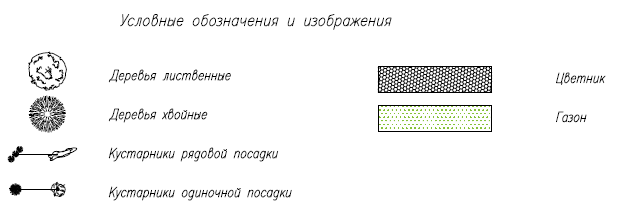 Условные обозначения и изображения
Деревья лиственные
Деревья хвойные
Кустарники рядовой посадки
Кустарники одиночной посадки
Цветник
Газон